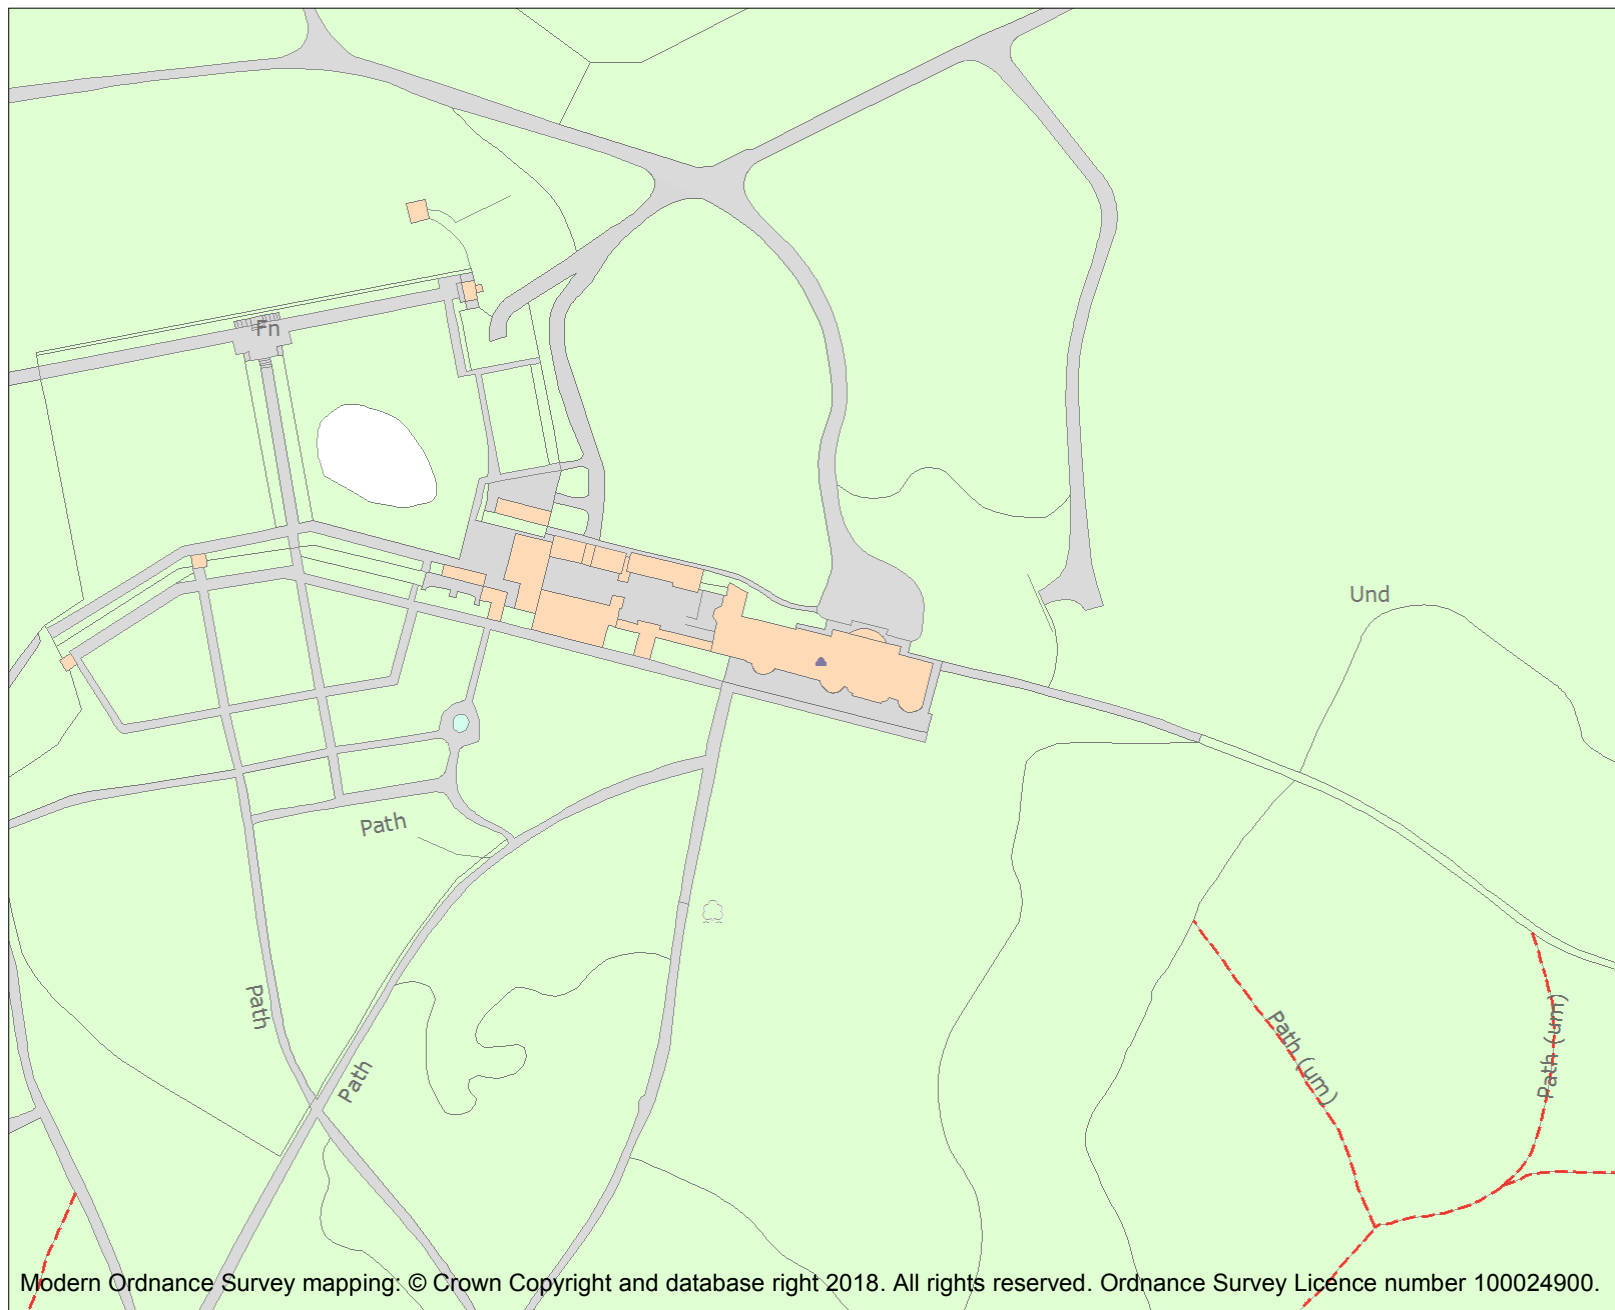 Fn
Und
Path
Path
Path
Path (um)
Path (um)
Modern Ordnance Survey mapping: © Crown Copyright and database right 2018. All rights reserved. Ordnance Survey Licence number 100024900.